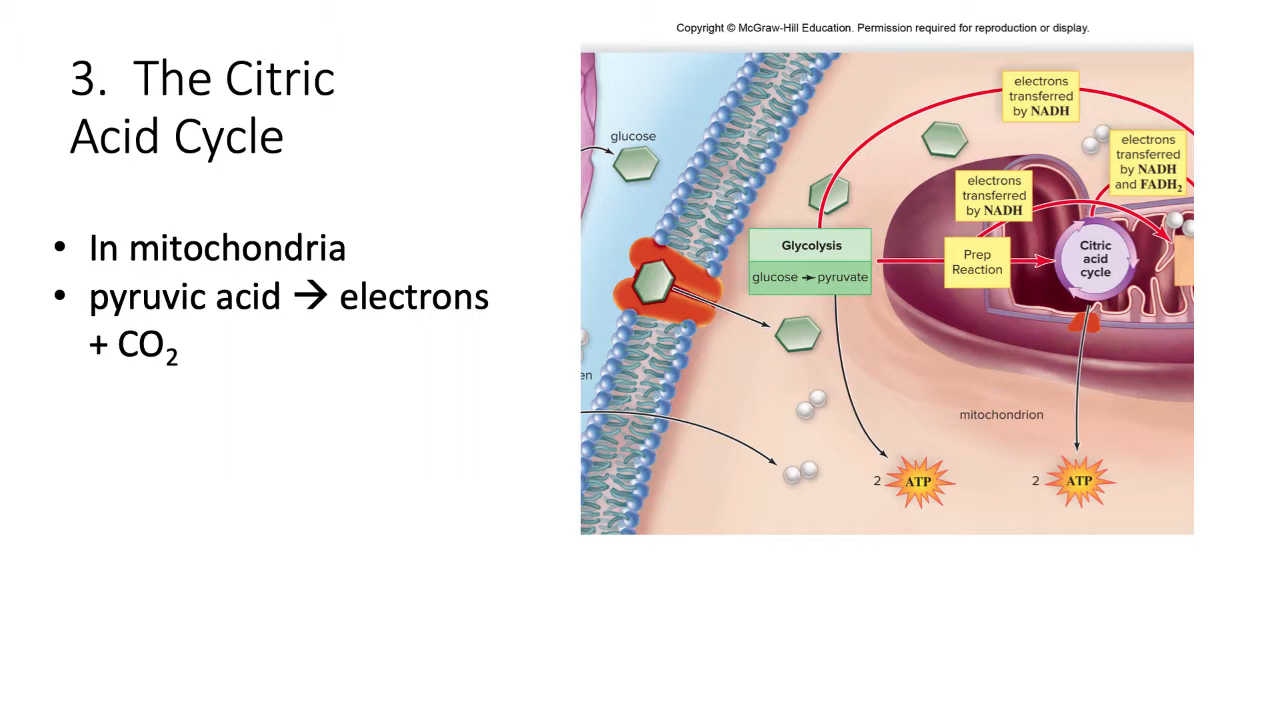 Copyright © McGraw-Hill Education. Permission required for reproduction or display.
3. The Citric
Acid Cycle
• In mitochondria
• pyruvic acid → electrons
+ CO₂
glucose
electrons
transferred
by NADH
electrons
transferred
by NADH
and FADH₂
electrons
transferred
by NADH
Glycolysis
glucose → pyruvate
Prep
Reaction
Citric
acid
cycle
en
mitochondrion
2 ATP
2 ATP